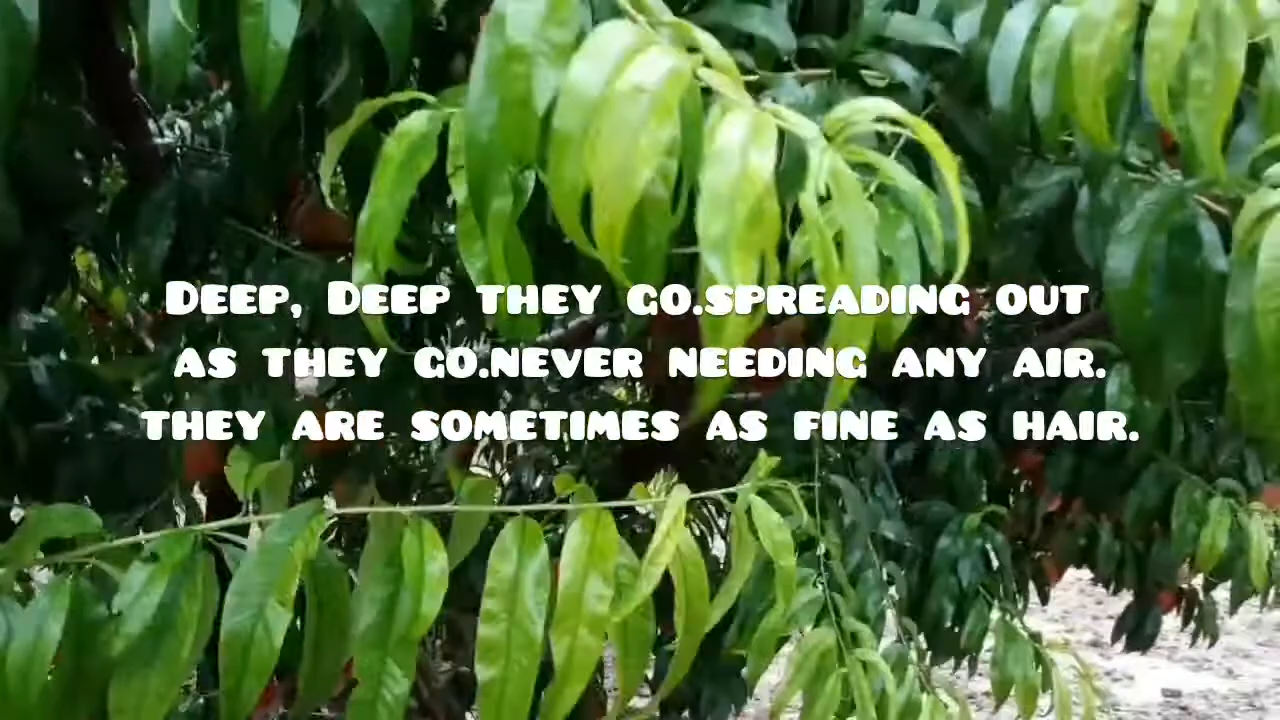 Deep, Deep they go.spreading out
as they go.never needing any air.
they are sometimes as fine as hair.